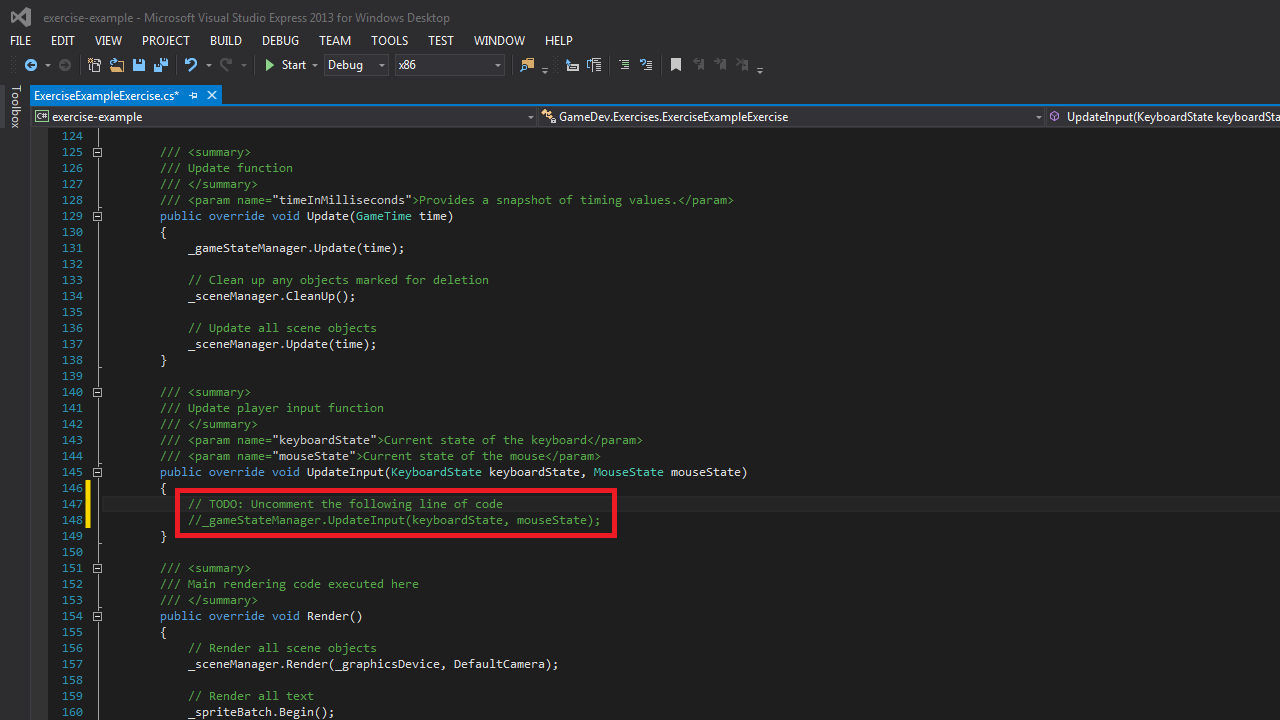 exercise-example - Microsoft Visual Studio Express 2013 for Windows Desktop
FILE EDIT VIEW PROJECT BUILD DEBUG TEAM TOOLS TEST WINDOW HELP
Start Debug x86
Toolbox
ExerciseExampleExercise.cs*
C# exercise-example GameDev.Exercises.ExerciseExampleExercise UpdateInput(KeyboardState keyboardSta
124
125 /// <summary>
126 /// Update function
127 /// </summary>
128 /// <param name="timeInMilliseconds">Provides a snapshot of timing values.</param>
129 public override void Update(GameTime time)
130 {
131 _gameStateManager.Update(time);
132
133 // Clean up any objects marked for deletion
134 _sceneManager.CleanUp();
135
136 // Update all scene objects
137 _sceneManager.Update(time);
138 }
139
140 /// <summary>
141 /// Update player input function
142 /// </summary>
143 /// <param name="keyboardState">Current state of the keyboard</param>
144 /// <param name="mouseState">Current state of the mouse</param>
145 public override void UpdateInput(KeyboardState keyboardState, MouseState mouseState)
146 {
147 // TODO: Uncomment the following line of code
148 //_gameStateManager.UpdateInput(keyboardState, mouseState);
149 }
150
151 /// <summary>
152 /// Main rendering code executed here
153 /// </summary>
154 public override void Render()
155 {
156 // Render all scene objects
157 _sceneManager.Render(_graphicsDevice, DefaultCamera);
158
159 // Render all text
160 _spriteBatch.Begin();